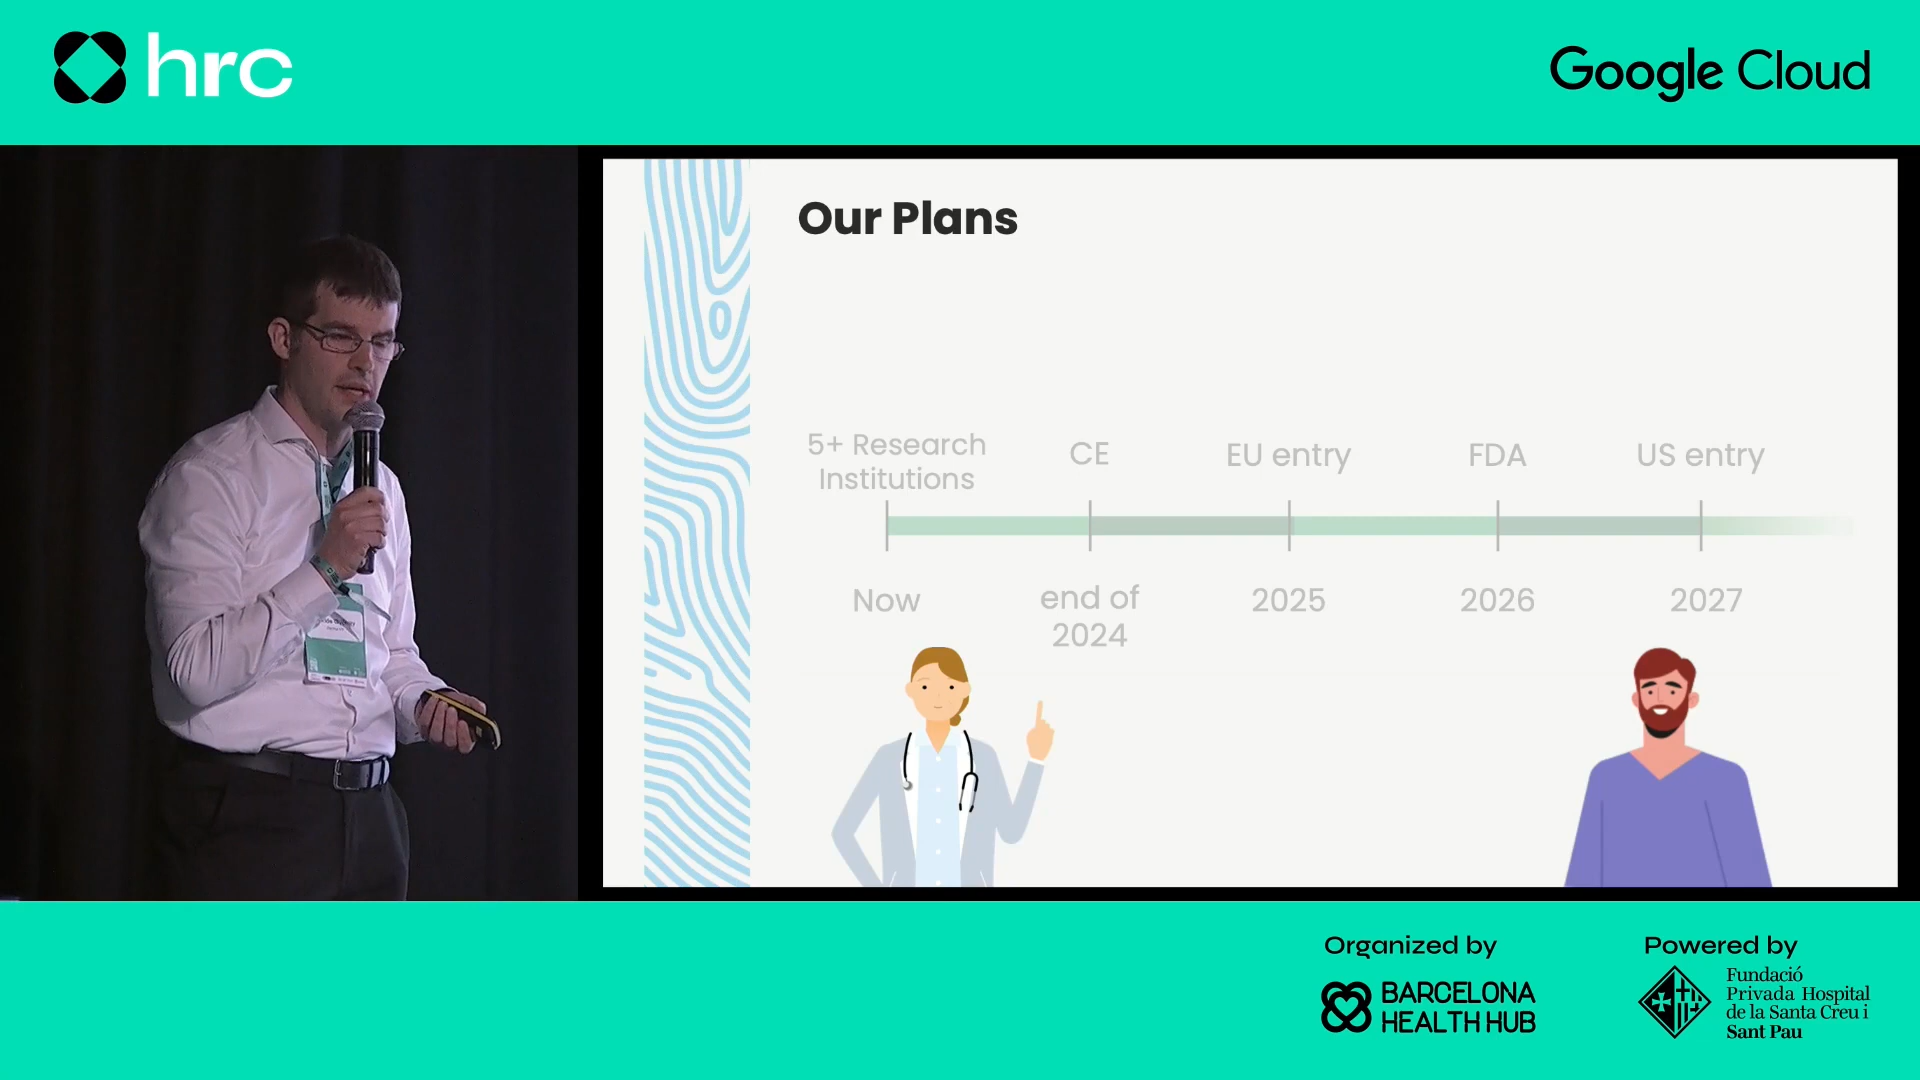 hrc
Google Cloud
Our Plans
5+ Research
Institutions
CE
EU entry
FDA
US entry
Now
end of
2024
2025
2026
2027
Organized by
BARCELONA
HEALTH HUB
Powered by
Fundació
Privada Hospital
de la Santa Creu i
Sant Pau